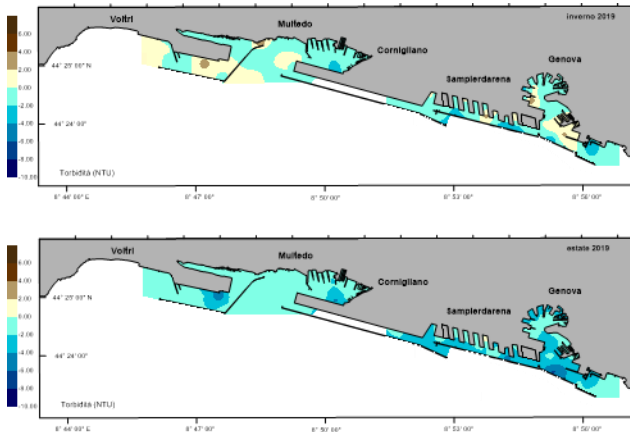 inverno 2019
Voltri
Multedo
Cornigliano
Genova
Sampierdarena
6.00
4.00
2.00
0.00
-2.00
-4.00
-6.00
-8.00
-10.00
44° 25' 00" N
44° 24' 00"
Torbidità (NTU)
8° 44' 00" E
8° 47' 00"
8° 50' 00"
8° 53' 00"
8° 56' 00"
estate 2019
Voltri
Multedo
Cornigliano
Genova
Sampierdarena
6.00
4.00
2.00
0.00
-2.00
-4.00
-6.00
-8.00
-10.00
44° 25' 00" N
44° 24' 00"
Torbidità (NTU)
8° 44' 00" E
8° 47' 00"
8° 50' 00"
8° 53' 00"
8° 56' 00"